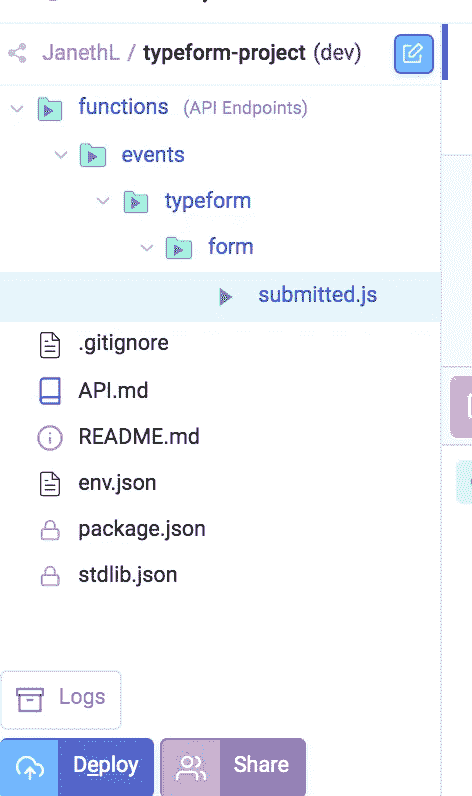 JanethL / typeform-project (dev)
functions (API Endpoints)
events
typeform
form
submitted.js
.gitignore
API.md
README.md
env.json
package.json
stdlib.json
Logs
Deploy
Share